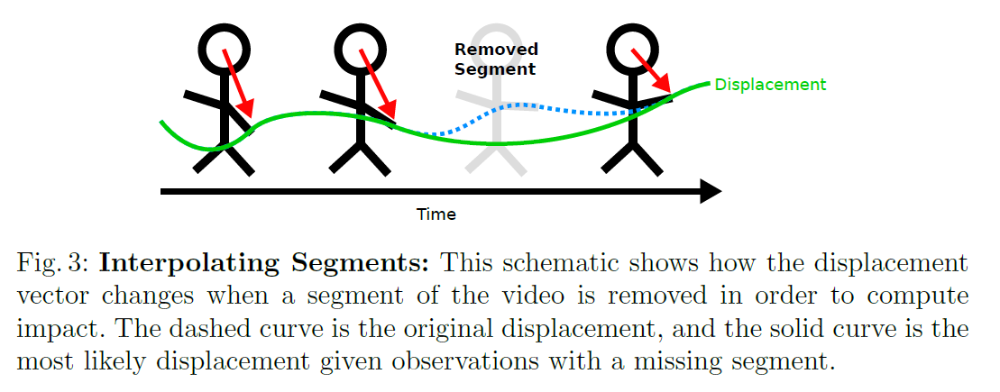 Removed
Segment
Displacement
Time
Fig. 3: Interpolating Segments: This schematic shows how the displacement
vector changes when a segment of the video is removed in order to compute
impact. The dashed curve is the original displacement, and the solid curve is the
most likely displacement given observations with a missing segment.